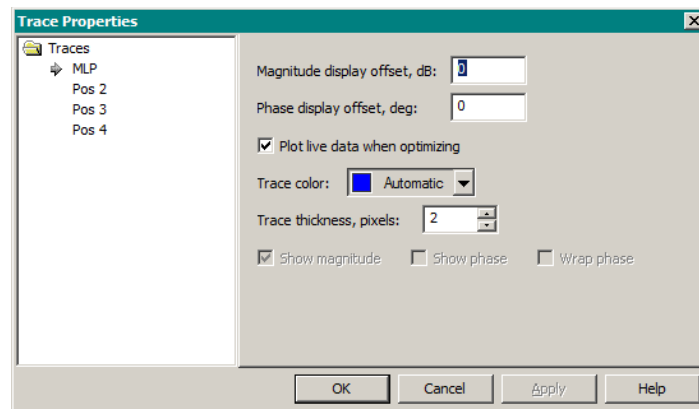 Trace Properties
Traces
MLP
Pos 2
Pos 3
Pos 4
Magnitude display offset, dB: 0
Phase display offset, deg: 0
Plot live data when optimizing
Trace color: Automatic
Trace thickness, pixels: 2
Show magnitude Show phase Wrap phase
OK Cancel Apply Help